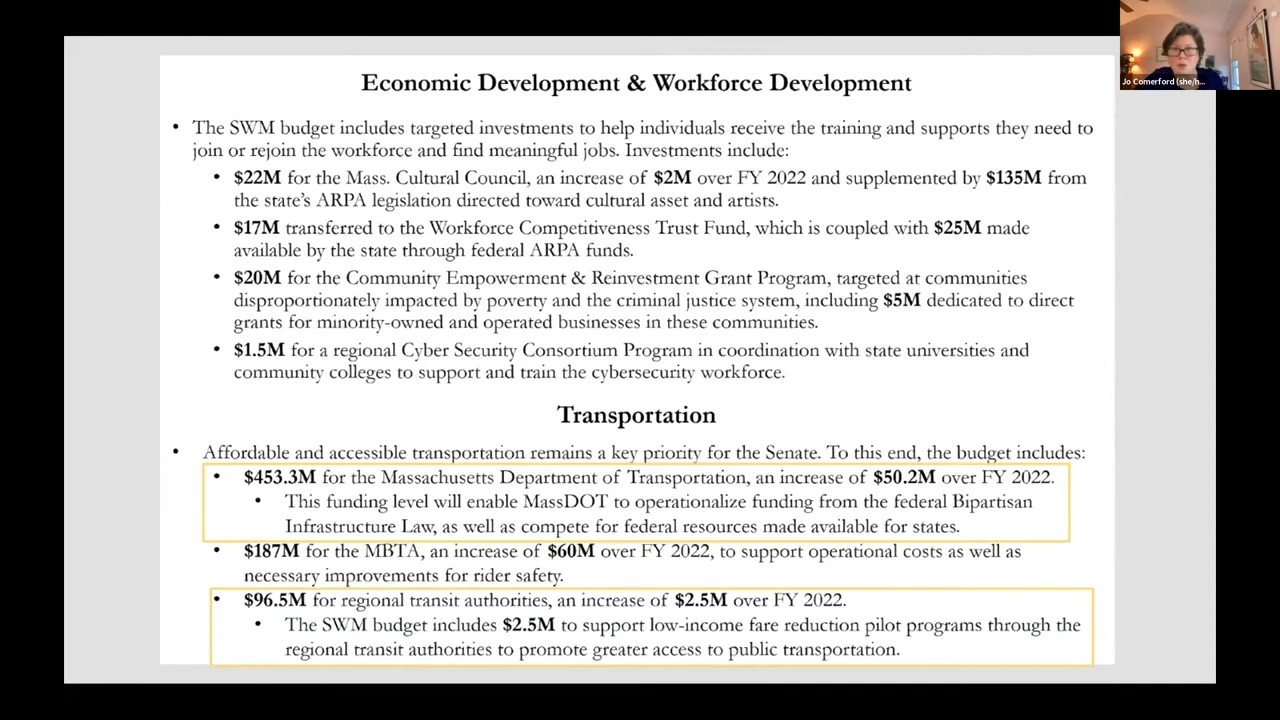 Jo Comerford (she/h...
Economic Development & Workforce Development
• The SWM budget includes targeted investments to help individuals receive the training and supports they need to
join or rejoin the workforce and find meaningful jobs. Investments include:
• $22M for the Mass. Cultural Council, an increase of $2M over FY 2022 and supplemented by $135M from
the state's ARPA legislation directed toward cultural asset and artists.
• $17M transferred to the Workforce Competitiveness Trust Fund, which is coupled with $25M made
available by the state through federal ARPA funds.
• $20M for the Community Empowerment & Reinvestment Grant Program, targeted at communities
disproportionately impacted by poverty and the criminal justice system, including $5M dedicated to direct
grants for minority-owned and operated businesses in these communities.
• $1.5M for a regional Cyber Security Consortium Program in coordination with state universities and
community colleges to support and train the cybersecurity workforce.
Transportation
• Affordable and accessible transportation remains a key priority for the Senate. To this end, the budget includes:
• $453.3M for the Massachusetts Department of Transportation, an increase of $50.2M over FY 2022.
• This funding level will enable MassDOT to operationalize funding from the federal Bipartisan
Infrastructure Law, as well as compete for federal resources made available for states.
• $187M for the MBTA, an increase of $60M over FY 2022, to support operational costs as well as
necessary improvements for rider safety.
• $96.5M for regional transit authorities, an increase of $2.5M over FY 2022.
• The SWM budget includes $2.5M to support low-income fare reduction pilot programs through the
regional transit authorities to promote greater access to public transportation.